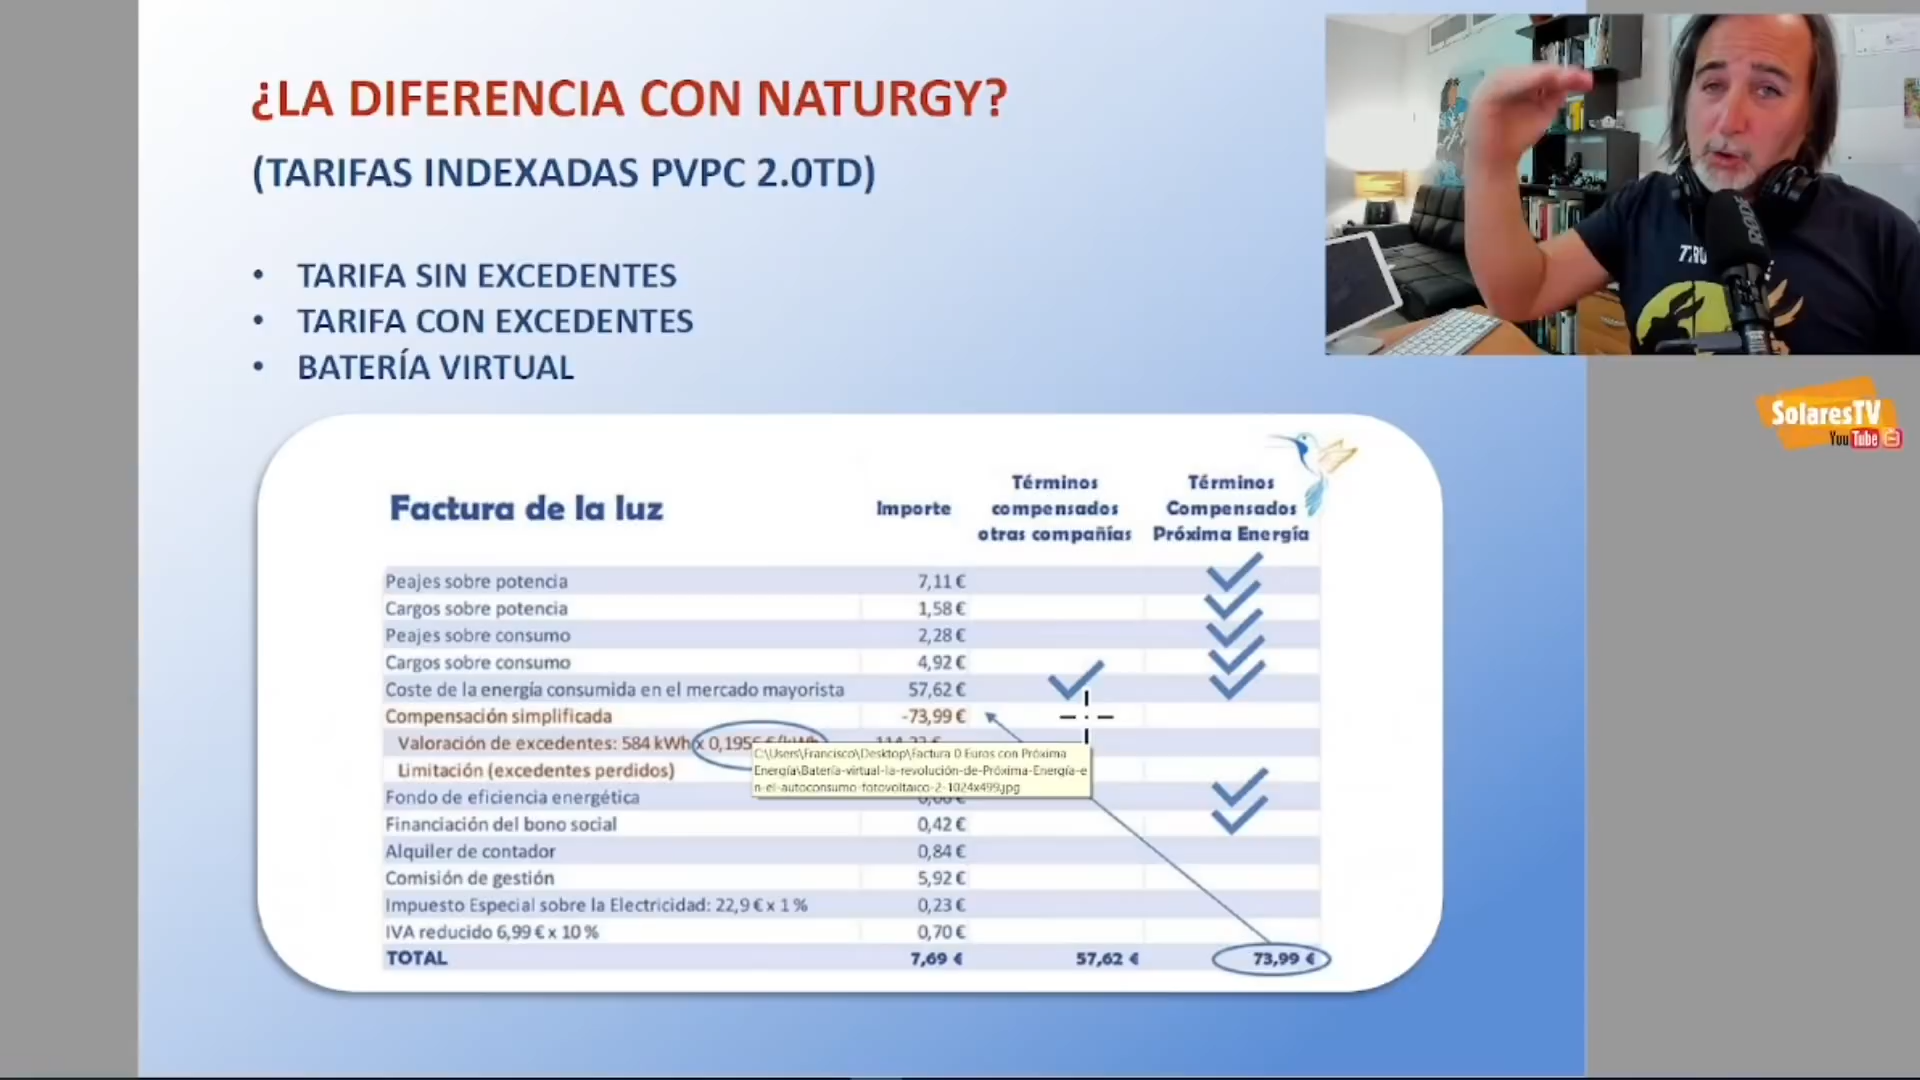 ¿LA DIFERENCIA CON NATURGY?
(TARIFAS INDEXADAS PVPC 2.0TD)
• TARIFA SIN EXCEDENTES
• TARIFA CON EXCEDENTES
• BATERÍA VIRTUAL
RODE
SolaresTV
YouTube
Factura de la luz
Importe
Términos compensados otras compañías
Términos Compensados Próxima Energía
Peajes sobre potencia 7,11 €
Cargos sobre potencia 1,58 €
Peajes sobre consumo 2,28 €
Cargos sobre consumo 4,92 €
Coste de la energía consumida en el mercado mayorista 57,62 €
Compensación simplificada -73,99 €
Valoración de excedentes: 584 kWh x
C:\Users\Francisco\Desktop\Factura 0 Euros con Próxima
Energía\Batería-virtual-la-revolución-de-Próxima-Energía-e
n-el-autoconsumo-fotovoltaico-2-1024x499.jpg
Limitación (excedentes perdidos)
Fondo de eficiencia energética
Financiación del bono social 0,42 €
Alquiler de contador 0,84 €
Comisión de gestión 5,92 €
Impuesto Especial sobre la Electricidad: 22,9 € x 1 % 0,23 €
IVA reducido 6,99 € x 10 % 0,70 €
TOTAL 7,69 € 57,62 € 73,99 €